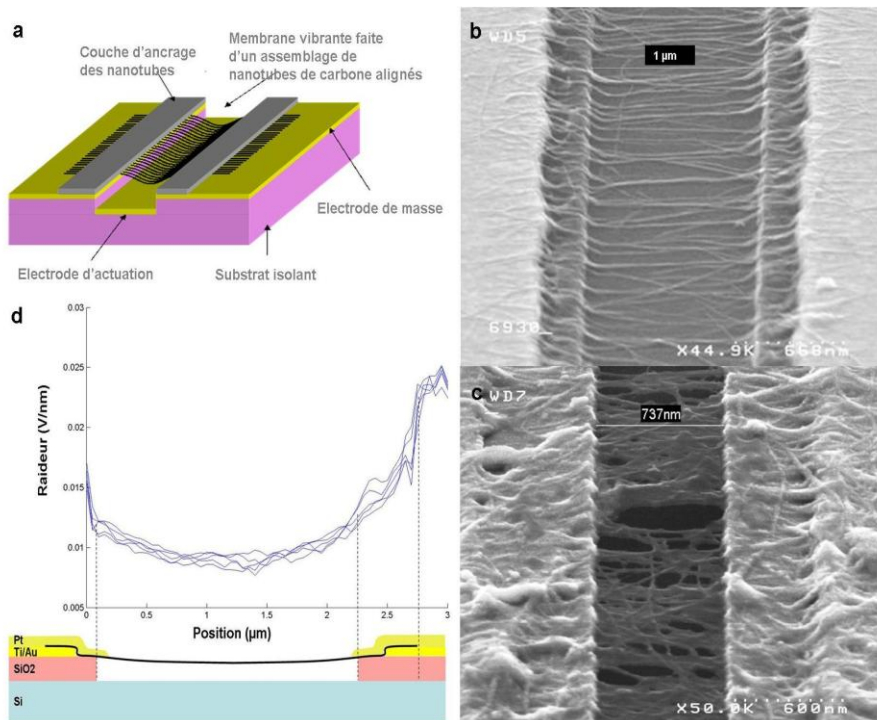 a
Couche d'ancrage
des nanotubes
Membrane vibrante faite
d'un assemblage de
nanotubes de carbone alignés
Electrode de masse
Electrode d'actuation
Substrat isolant
b
WD5
1 µm
6930
X44.9K 668nm
c
WD7
737nm
X50.0K 600nm
d
0.03
0.025
0.02
0.015
0.01
0.005
Raideur (V/nm)
0
0.5
1
1.5
2
2.5
3
Position (µm)
Pt
Ti/Au
SiO2
Si